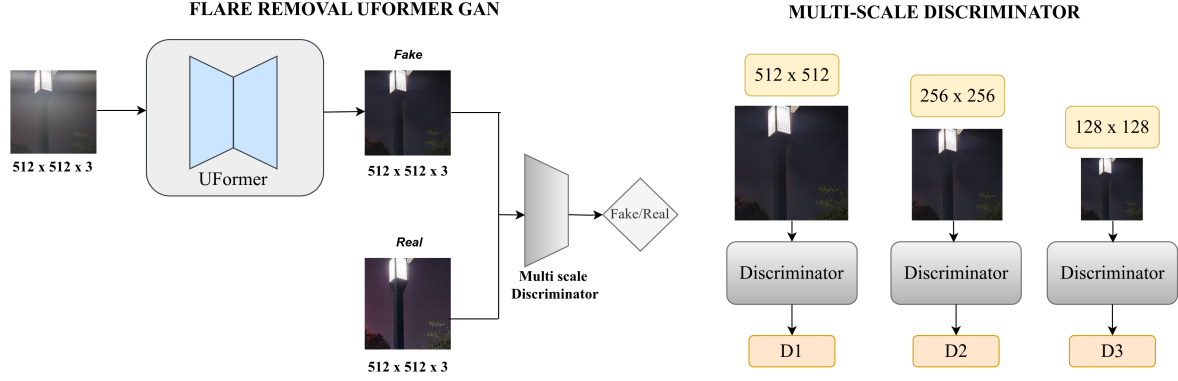 FLARE REMOVAL UFORMER GAN
512 x 512 x 3
UFormer
Fake
512 x 512 x 3
Real
512 x 512 x 3
Multi scale
Discriminator
Fake/Real
MULTI-SCALE DISCRIMINATOR
512 x 512
256 x 256
128 x 128
Discriminator
Discriminator
Discriminator
D1
D2
D3